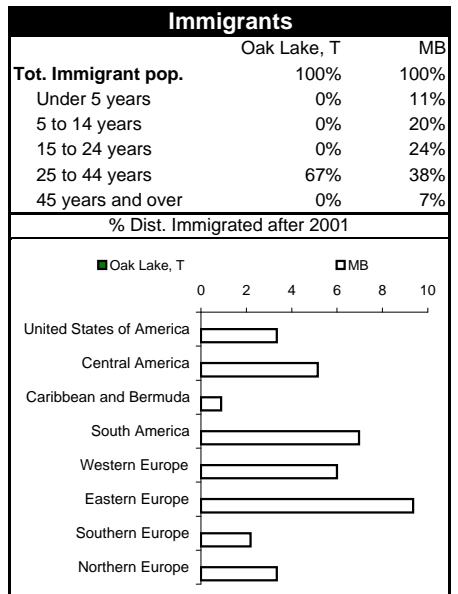 Immigrants
Oak Lake, T MB
Tot. Immigrant pop. 100% 100%
Under 5 years 0% 11%
5 to 14 years 0% 20%
15 to 24 years 0% 24%
25 to 44 years 67% 38%
45 years and over 0% 7%
% Dist. Immigrated after 2001
Oak Lake, T MB
0 2 4 6 8 10
United States of America
Central America
Caribbean and Bermuda
South America
Western Europe
Eastern Europe
Southern Europe
Northern Europe